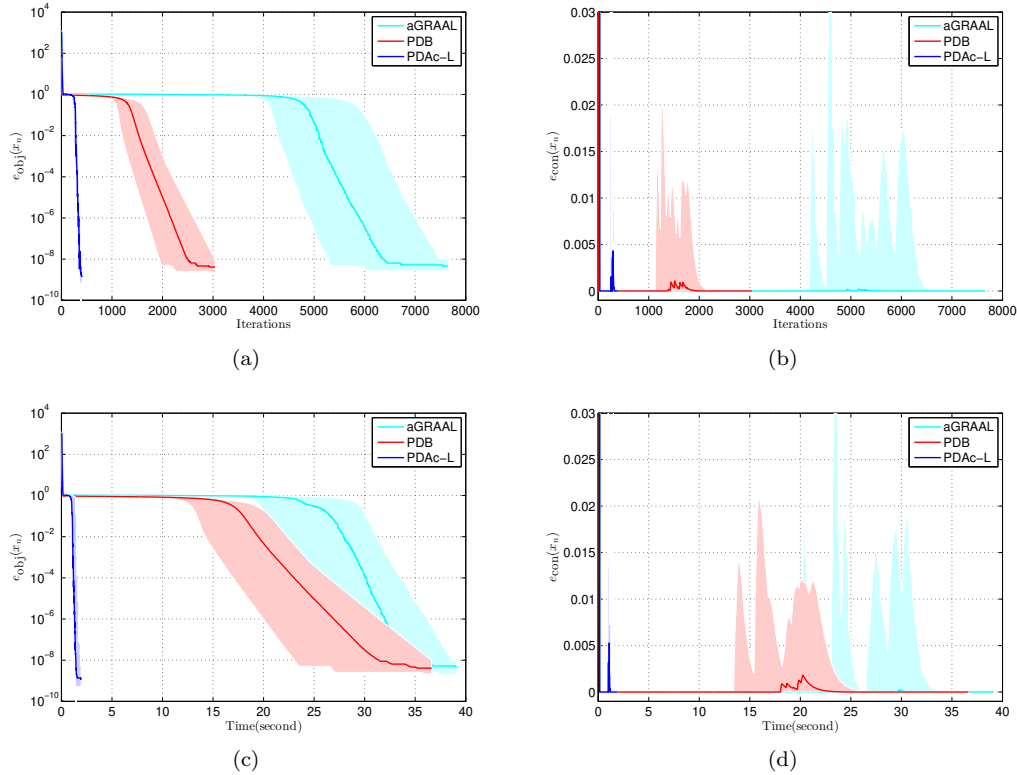 10^4
10^2
10^0
10^−2
10^−4
10^−6
10^−8
10^−10
e_obj(x_n)
0 1000 2000 3000 4000 5000 6000 7000 8000
Iterations
aGRAAL
PDB
PDAc−L
(a)
0.03
0.025
0.02
0.015
0.01
0.005
0
e_con(x_n)
0 1000 2000 3000 4000 5000 6000 7000 8000
Iterations
aGRAAL
PDB
PDAc−L
(b)
10^4
10^2
10^0
10^−2
10^−4
10^−6
10^−8
10^−10
e_obj(x_n)
0 5 10 15 20 25 30 35 40
Time(second)
aGRAAL
PDB
PDAc−L
(c)
0.03
0.025
0.02
0.015
0.01
0.005
0
e_con(x_n)
0 5 10 15 20 25 30 35 40
Time(second)
aGRAAL
PDB
PDAc−L
(d)